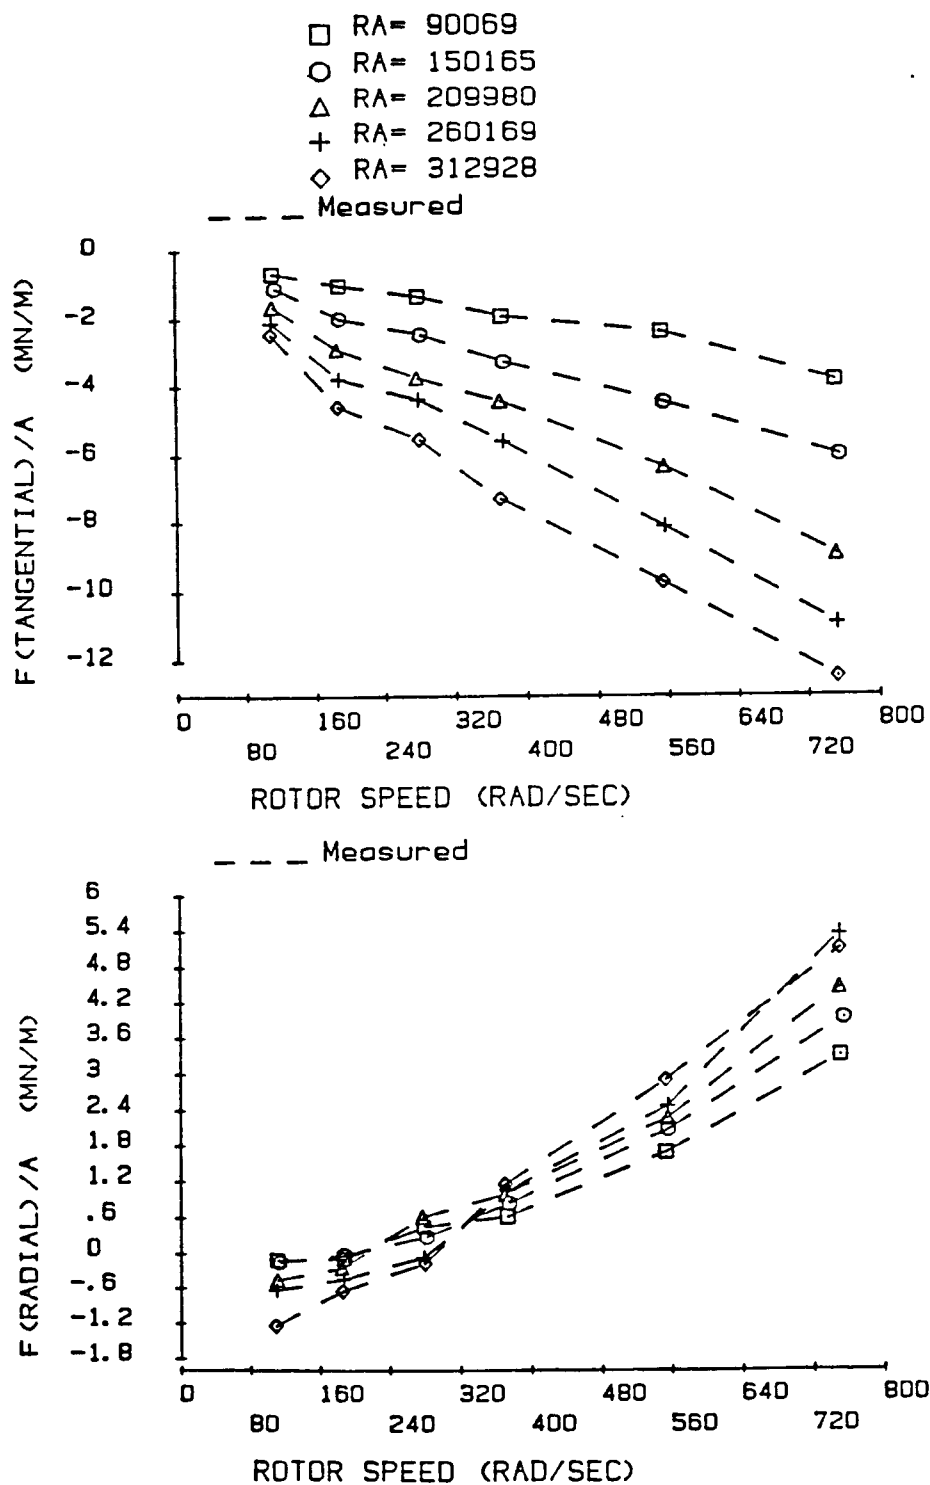 RA= 90069
RA= 150165
RA= 209980
RA= 260169
RA= 312928
Measured
F(TANGENTIAL)/A (MN/M)
0
-2
-4
-6
-8
-10
-12
0 160 320 480 640 800
80 240 400 560 720
ROTOR SPEED (RAD/SEC)
Measured
F(RADIAL)/A (MN/M)
6
5.4
4.8
4.2
3.6
3
2.4
1.8
1.2
.6
0
-.6
-1.2
-1.8
0 160 320 480 640 800
80 240 400 560 720
ROTOR SPEED (RAD/SEC)